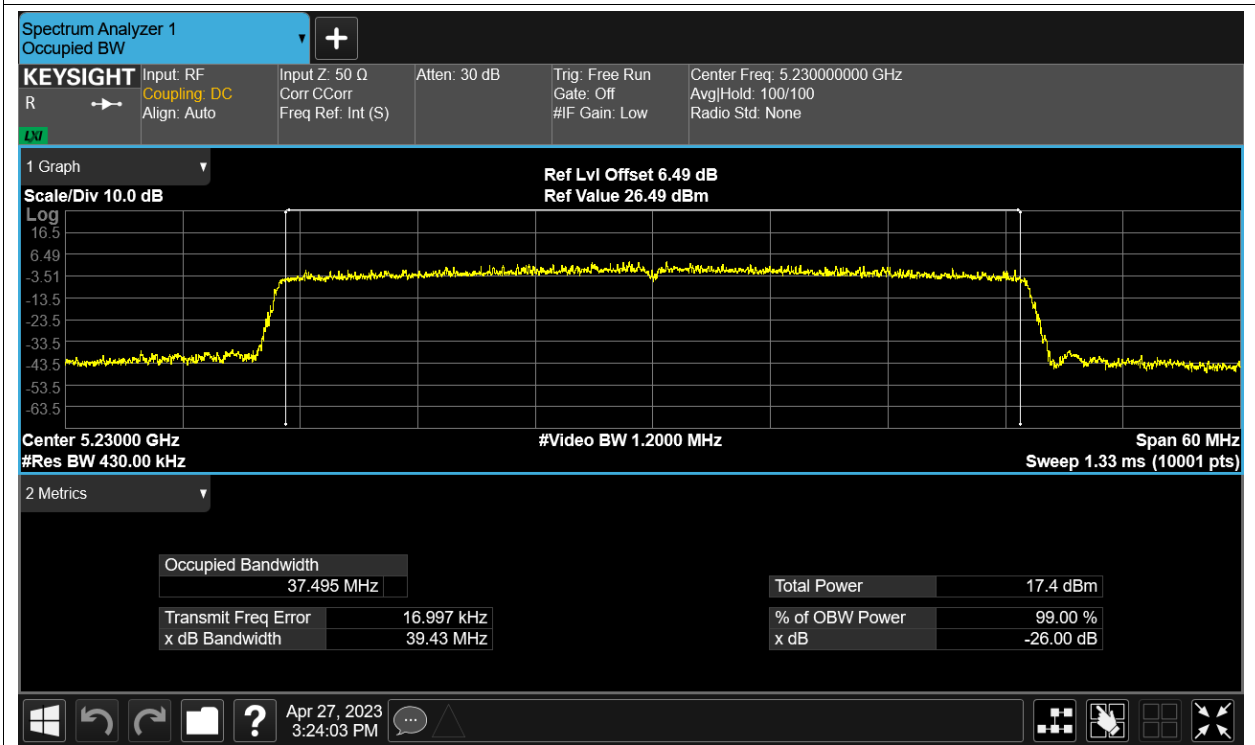 Spectrum Analyzer 1
Occupied BW
KEYSIGHT
R
LXI
Input: RF
Coupling: DC
Align: Auto
Input Z: 50 Ω
Corr CCorr
Freq Ref: Int (S)
Atten: 30 dB
Trig: Free Run
Gate: Off
#IF Gain: Low
Center Freq: 5.230000000 GHz
Avg|Hold: 100/100
Radio Std: None
1 Graph
Scale/Div 10.0 dB
Ref Lvl Offset 6.49 dB
Ref Value 26.49 dBm
Log
16.5
6.49
-3.51
-13.5
-23.5
-33.5
-43.5
-53.5
-63.5
Center 5.23000 GHz
#Res BW 430.00 kHz
#Video BW 1.2000 MHz
Span 60 MHz
Sweep 1.33 ms (10001 pts)
2 Metrics
Occupied Bandwidth
37.495 MHz
Transmit Freq Error 16.997 kHz
x dB Bandwidth 39.43 MHz
Total Power 17.4 dBm
% of OBW Power 99.00 %
x dB -26.00 dB
?
Apr 27, 2023
3:24:03 PM